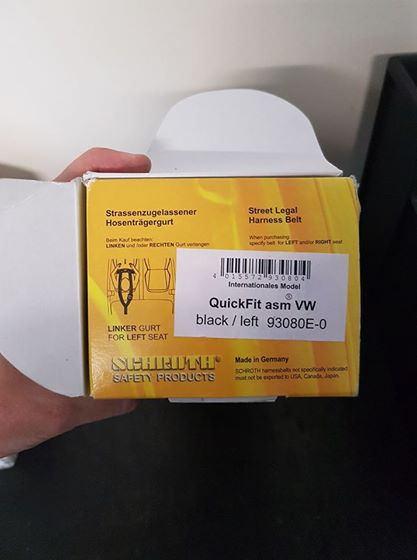 Strassenzugelassener
Hosenträgergurt
Street Legal
Harness Belt
Beim Kauf beachten:
LINKEN und /oder RECHTEN Gurt verlangen
When purchasing
specify belt for LEFT and/or RIGHT seat
4 015572 930804
Internationales Model
QuickFit asm® VW
black / left 93080E-0
LINKER GURT
FOR LEFT SEAT
SCHROTH®
SAFETY PRODUCTS
Made in Germany
SCHROTH harnessbelts not specifically indicated
must not be exported to USA, Canada, Japan.